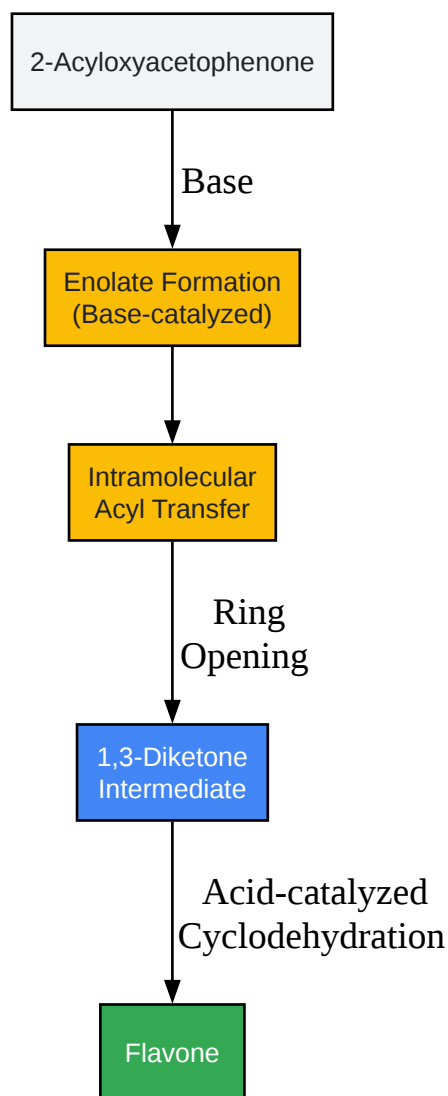 2-Acyloxyacetophenone
Base
Enolate Formation
(Base-catalyzed)
Intramolecular
Acyl Transfer
Ring
Opening
1,3-Diketone
Intermediate
Acid-catalyzed
Cyclodehydration
Flavone